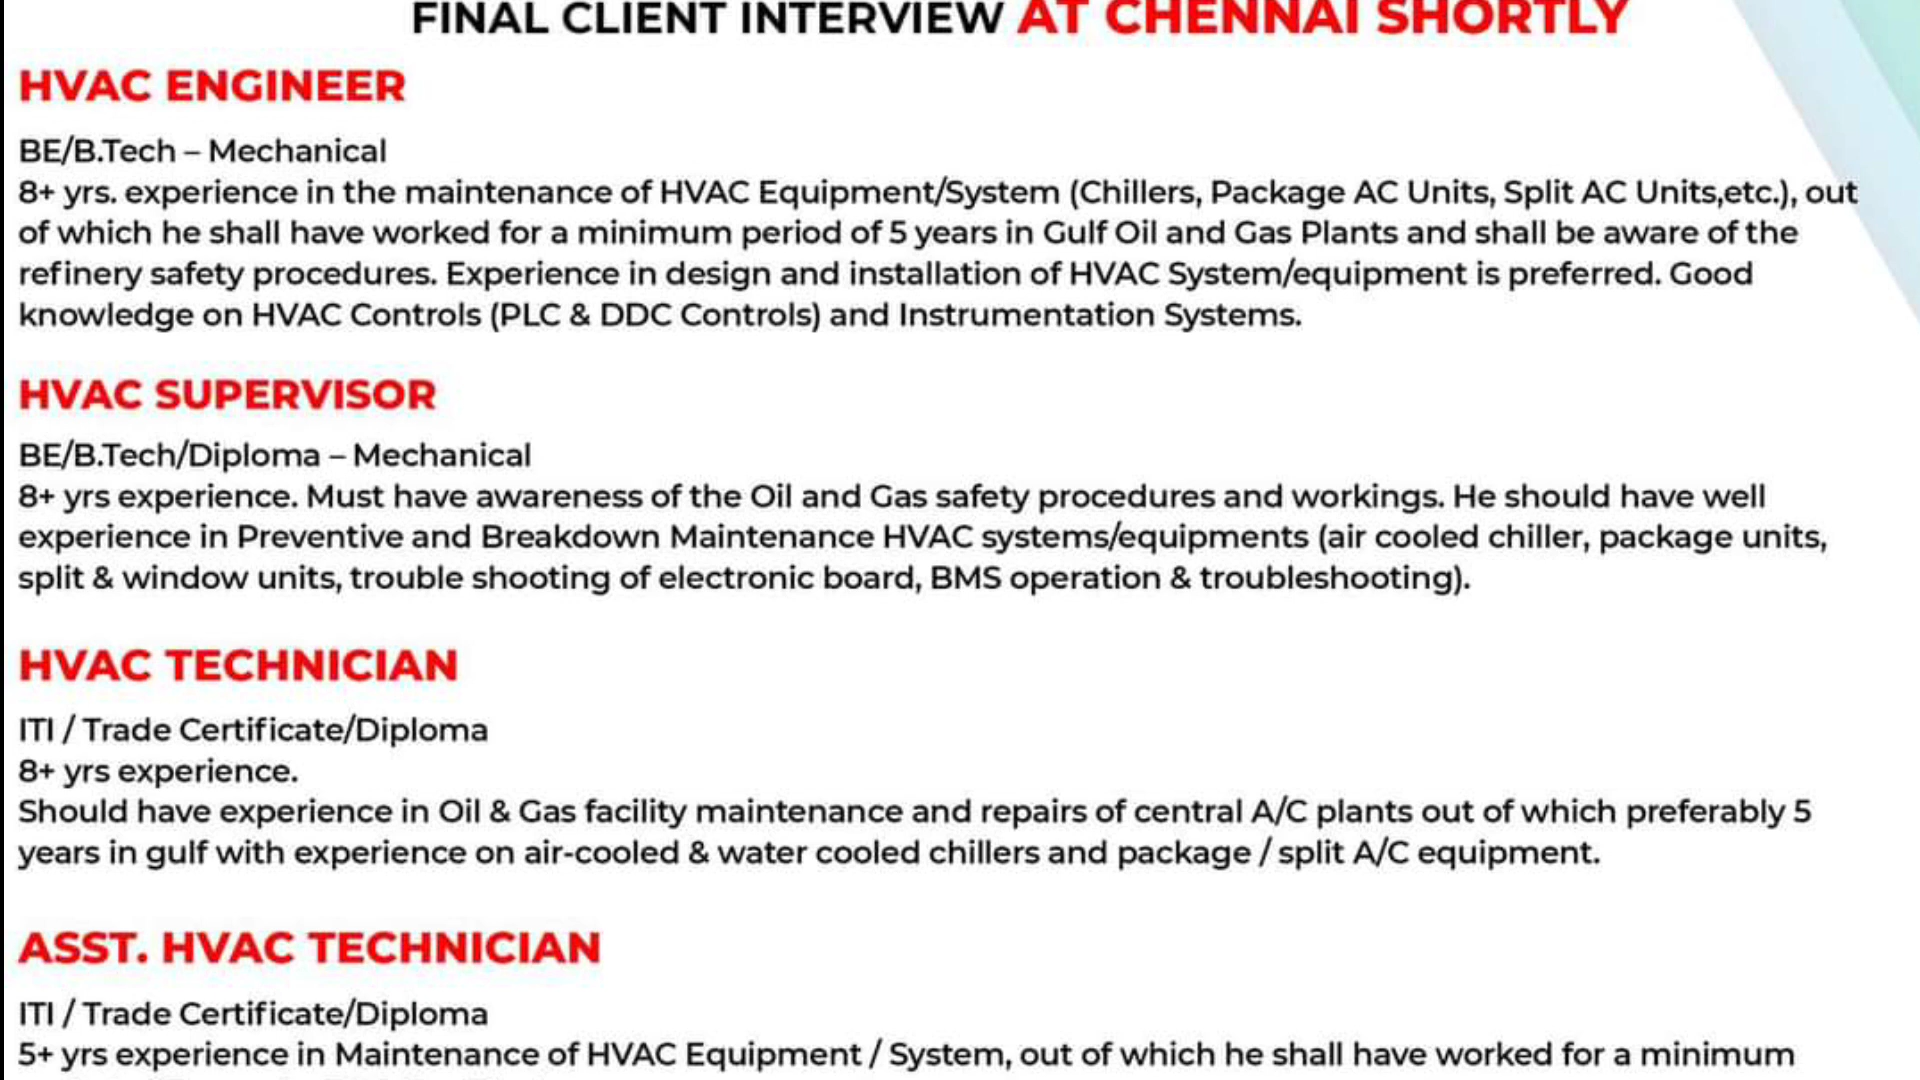 FINAL CLIENT INTERVIEW AT CHENNAI SHORTLY
HVAC ENGINEER
BE/B.Tech – Mechanical
8+ yrs. experience in the maintenance of HVAC Equipment/System (Chillers, Package AC Units, Split AC Units,etc.), out
of which he shall have worked for a minimum period of 5 years in Gulf Oil and Gas Plants and shall be aware of the
refinery safety procedures. Experience in design and installation of HVAC System/equipment is preferred. Good
knowledge on HVAC Controls (PLC & DDC Controls) and Instrumentation Systems.
HVAC SUPERVISOR
BE/B.Tech/Diploma – Mechanical
8+ yrs experience. Must have awareness of the Oil and Gas safety procedures and workings. He should have well
experience in Preventive and Breakdown Maintenance HVAC systems/equipments (air cooled chiller, package units,
split & window units, trouble shooting of electronic board, BMS operation & troubleshooting).
HVAC TECHNICIAN
ITI / Trade Certificate/Diploma
8+ yrs experience.
Should have experience in Oil & Gas facility maintenance and repairs of central A/C plants out of which preferably 5
years in gulf with experience on air-cooled & water cooled chillers and package / split A/C equipment.
ASST. HVAC TECHNICIAN
ITI / Trade Certificate/Diploma
5+ yrs experience in Maintenance of HVAC Equipment / System, out of which he shall have worked for a minimum